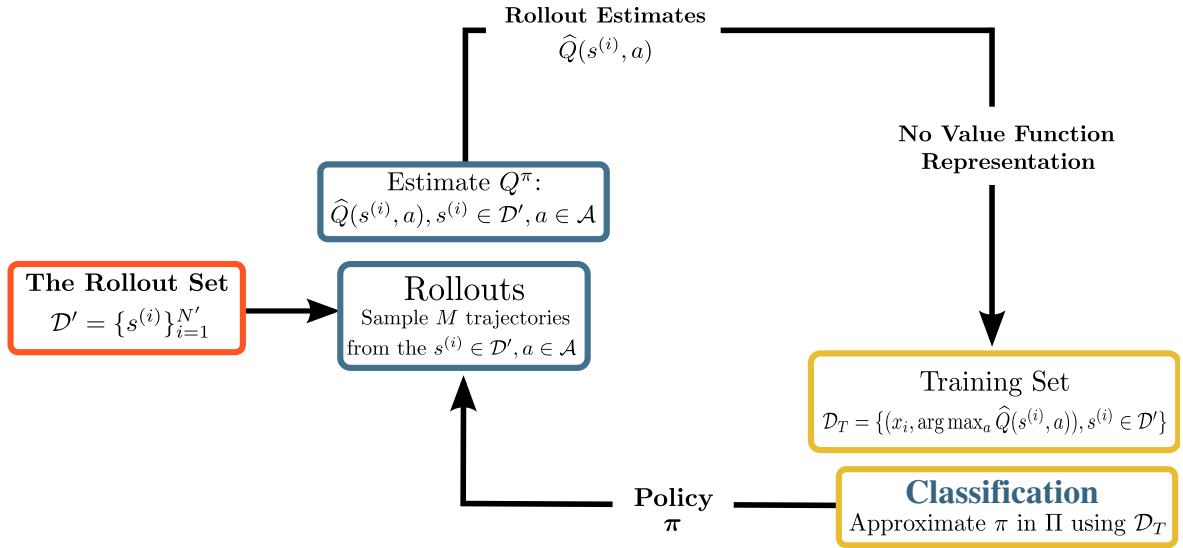 Rollout Estimates
$\widehat{Q}(s^{(i)}, a)$
No Value Function
Representation
Estimate $Q^{\pi}$:
$\widehat{Q}(s^{(i)}, a), s^{(i)} \in \mathcal{D}', a \in \mathcal{A}$
The Rollout Set
$\mathcal{D}' = \{s^{(i)}\}_{i=1}^{N'}$
Rollouts
Sample $M$ trajectories
from the $s^{(i)} \in \mathcal{D}', a \in \mathcal{A}$
Training Set
$\mathcal{D}_T = \{(x_i, \arg\max_a \widehat{Q}(s^{(i)}, a)), s^{(i)} \in \mathcal{D}'\}$
Classification
Approximate $\pi$ in $\Pi$ using $\mathcal{D}_T$
Policy
$\pi$